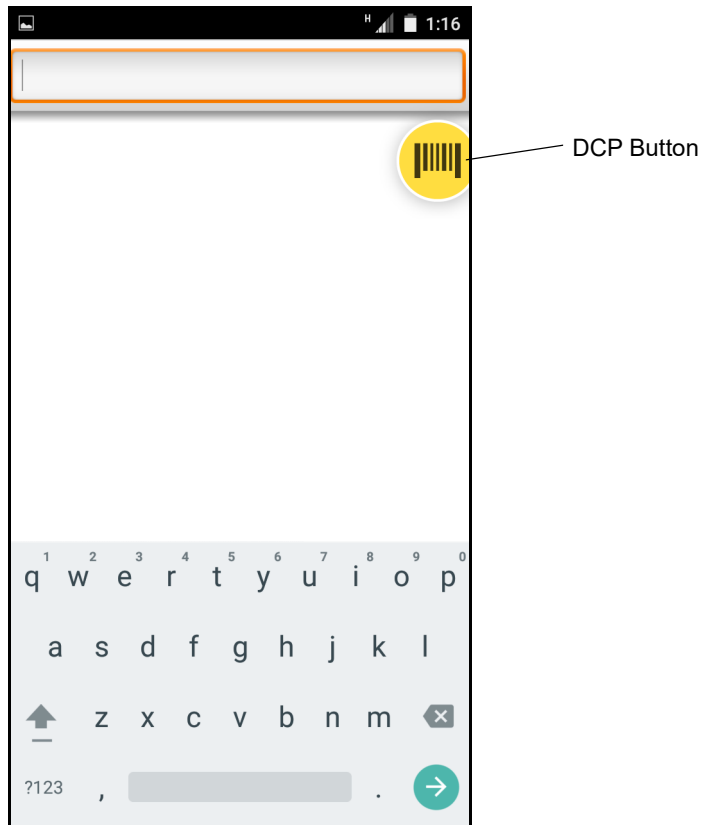 H 1:16
DCP Button
1 2 3 4 5 6 7 8 9 0
q w e r t y u i o p
a s d f g h j k l
z x c v b n m
?123 , .